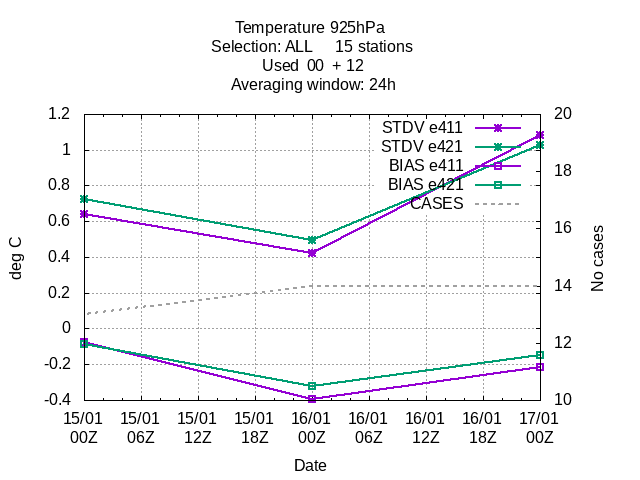 Temperature 925hPa
Selection: ALL     15 stations
Used  00  + 12
Averaging window: 24h
1.2
1
0.8
0.6
0.4
0.2
0
-0.2
-0.4
deg C
20
18
16
14
12
10
No cases
STDV e411
STDV e421
BIAS e411
BIAS e421
CASES
15/01 15/01 15/01 15/01 16/01 16/01 16/01 16/01 17/01
00Z 06Z 12Z 18Z 00Z 06Z 12Z 18Z 00Z
Date